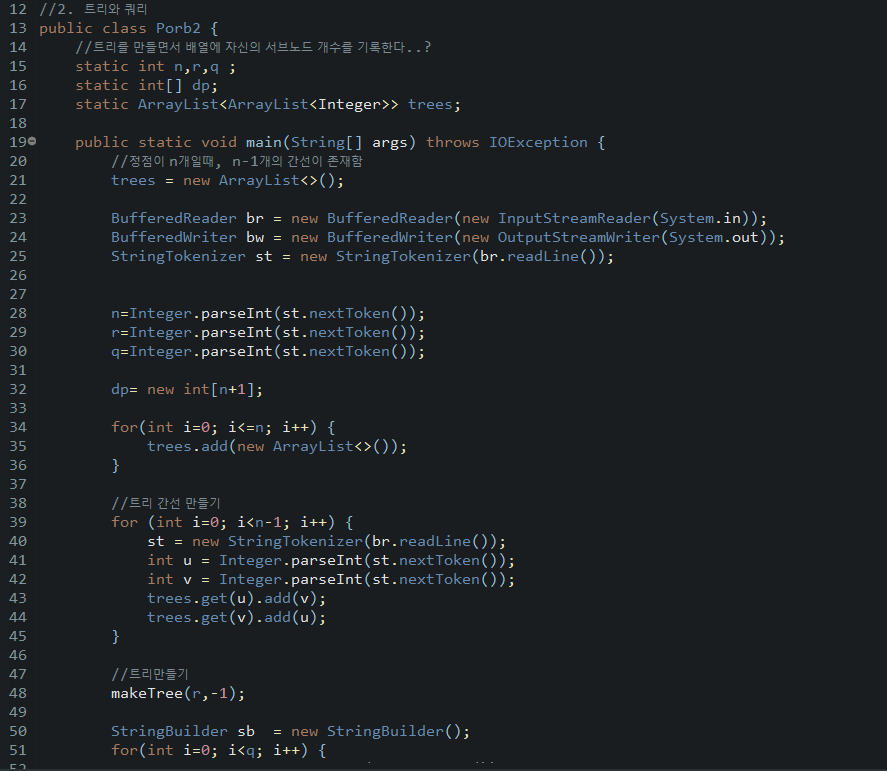 12 //2. 트리와 쿼리
13 public class Porb2 {
14 //트리를 만들면서 배열에 자신의 서브노드 개수를 기록한다..?
15 static int n,r,q ;
16 static int[] dp;
17 static ArrayList<ArrayList<Integer>> trees;
18
19 public static void main(String[] args) throws IOException {
20 //정점이 n개일때, n-1개의 간선이 존재함
21 trees = new ArrayList<>();
22
23 BufferedReader br = new BufferedReader(new InputStreamReader(System.in));
24 BufferedWriter bw = new BufferedWriter(new OutputStreamWriter(System.out));
25 StringTokenizer st = new StringTokenizer(br.readLine());
26
27
28 n=Integer.parseInt(st.nextToken());
29 r=Integer.parseInt(st.nextToken());
30 q=Integer.parseInt(st.nextToken());
31
32 dp= new int[n+1];
33
34 for(int i=0; i<=n; i++) {
35 trees.add(new ArrayList<>());
36 }
37
38 //트리 간선 만들기
39 for (int i=0; i<n-1; i++) {
40 st = new StringTokenizer(br.readLine());
41 int u = Integer.parseInt(st.nextToken());
42 int v = Integer.parseInt(st.nextToken());
43 trees.get(u).add(v);
44 trees.get(v).add(u);
45 }
46
47 //트리만들기
48 makeTree(r,-1);
49
50 StringBuilder sb  = new StringBuilder();
51 for(int i=0; i<q; i++) {